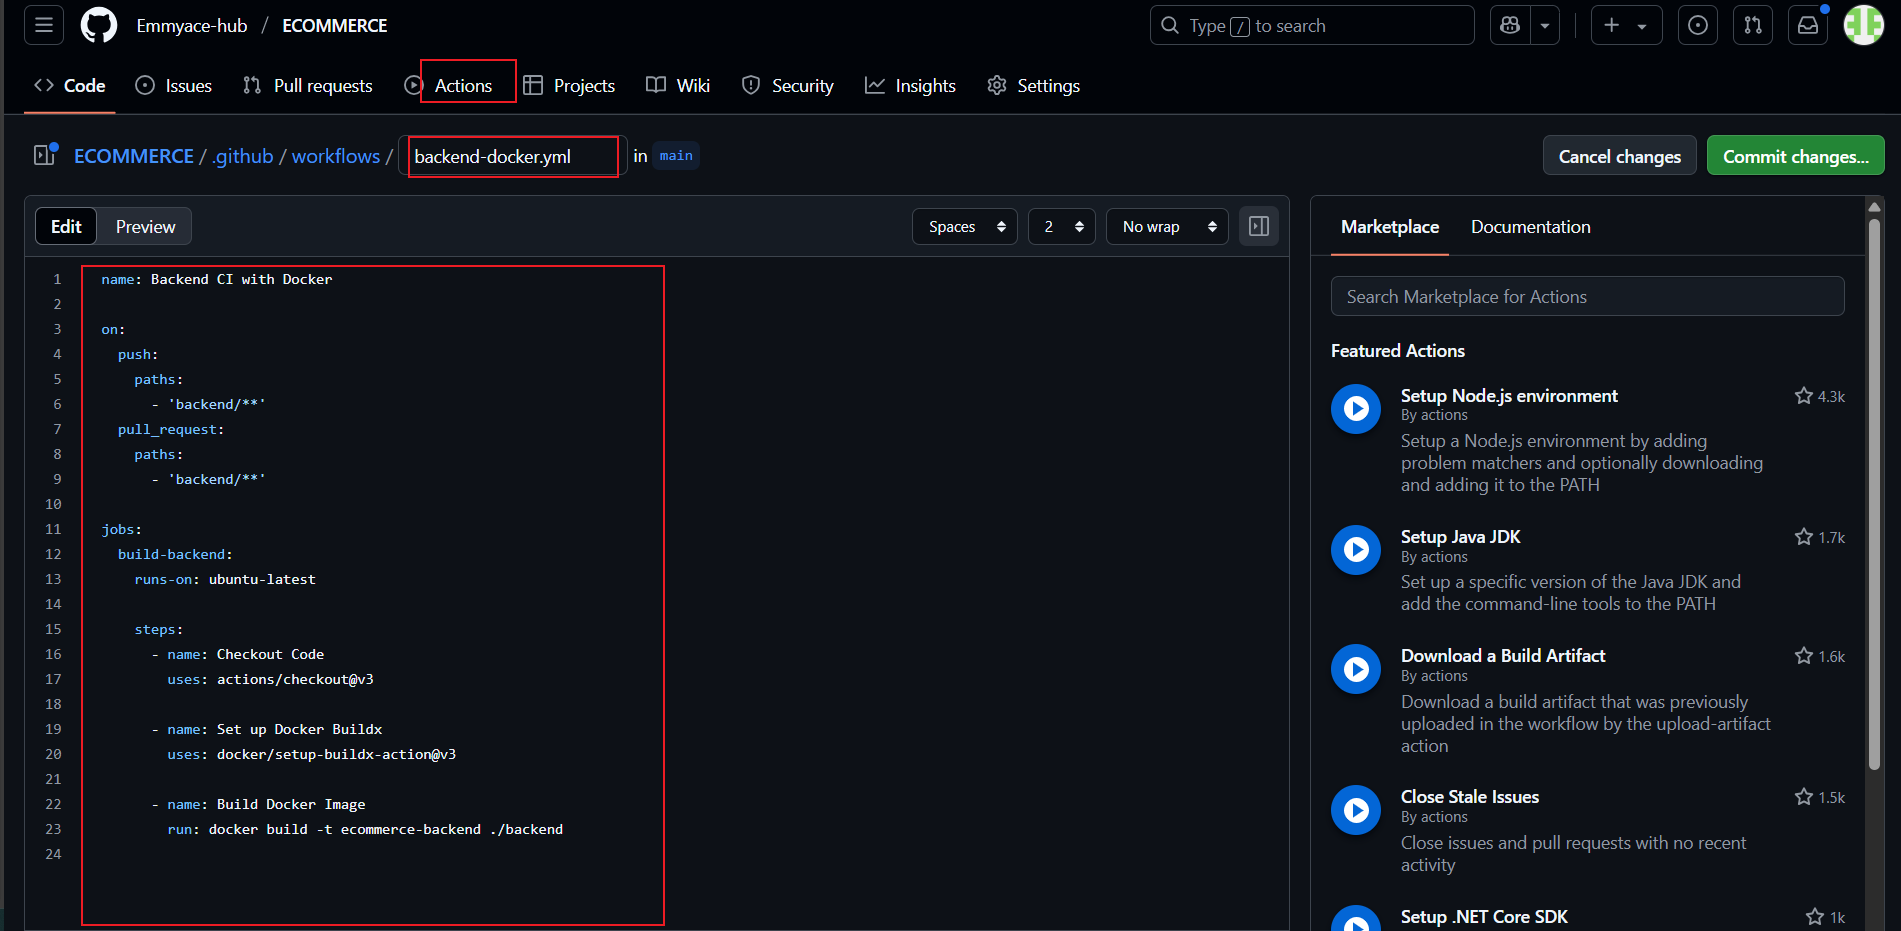 Emmyace-hub / ECOMMERCE
Type / to search
Code Issues Pull requests Actions Projects Wiki Security Insights Settings
ECOMMERCE / .github / workflows / backend-docker.yml in main
Cancel changes Commit changes...
Edit Preview
Spaces 2 No wrap
1 name: Backend CI with Docker
2
3 on:
4   push:
5     paths:
6       - 'backend/**'
7   pull_request:
8     paths:
9       - 'backend/**'
10
11 jobs:
12   build-backend:
13     runs-on: ubuntu-latest
14
15     steps:
16       - name: Checkout Code
17         uses: actions/checkout@v3
18
19       - name: Set up Docker Buildx
20         uses: docker/setup-buildx-action@v3
21
22       - name: Build Docker Image
23         run: docker build -t ecommerce-backend ./backend
24
Marketplace Documentation
Search Marketplace for Actions
Featured Actions
Setup Node.js environment 4.3k
By actions
Setup a Node.js environment by adding
problem matchers and optionally downloading
and adding it to the PATH
Setup Java JDK 1.7k
By actions
Set up a specific version of the Java JDK and
add the command-line tools to the PATH
Download a Build Artifact 1.6k
By actions
Download a build artifact that was previously
uploaded in the workflow by the upload-artifact
action
Close Stale Issues 1.5k
By actions
Close issues and pull requests with no recent
activity
Setup .NET Core SDK 1k